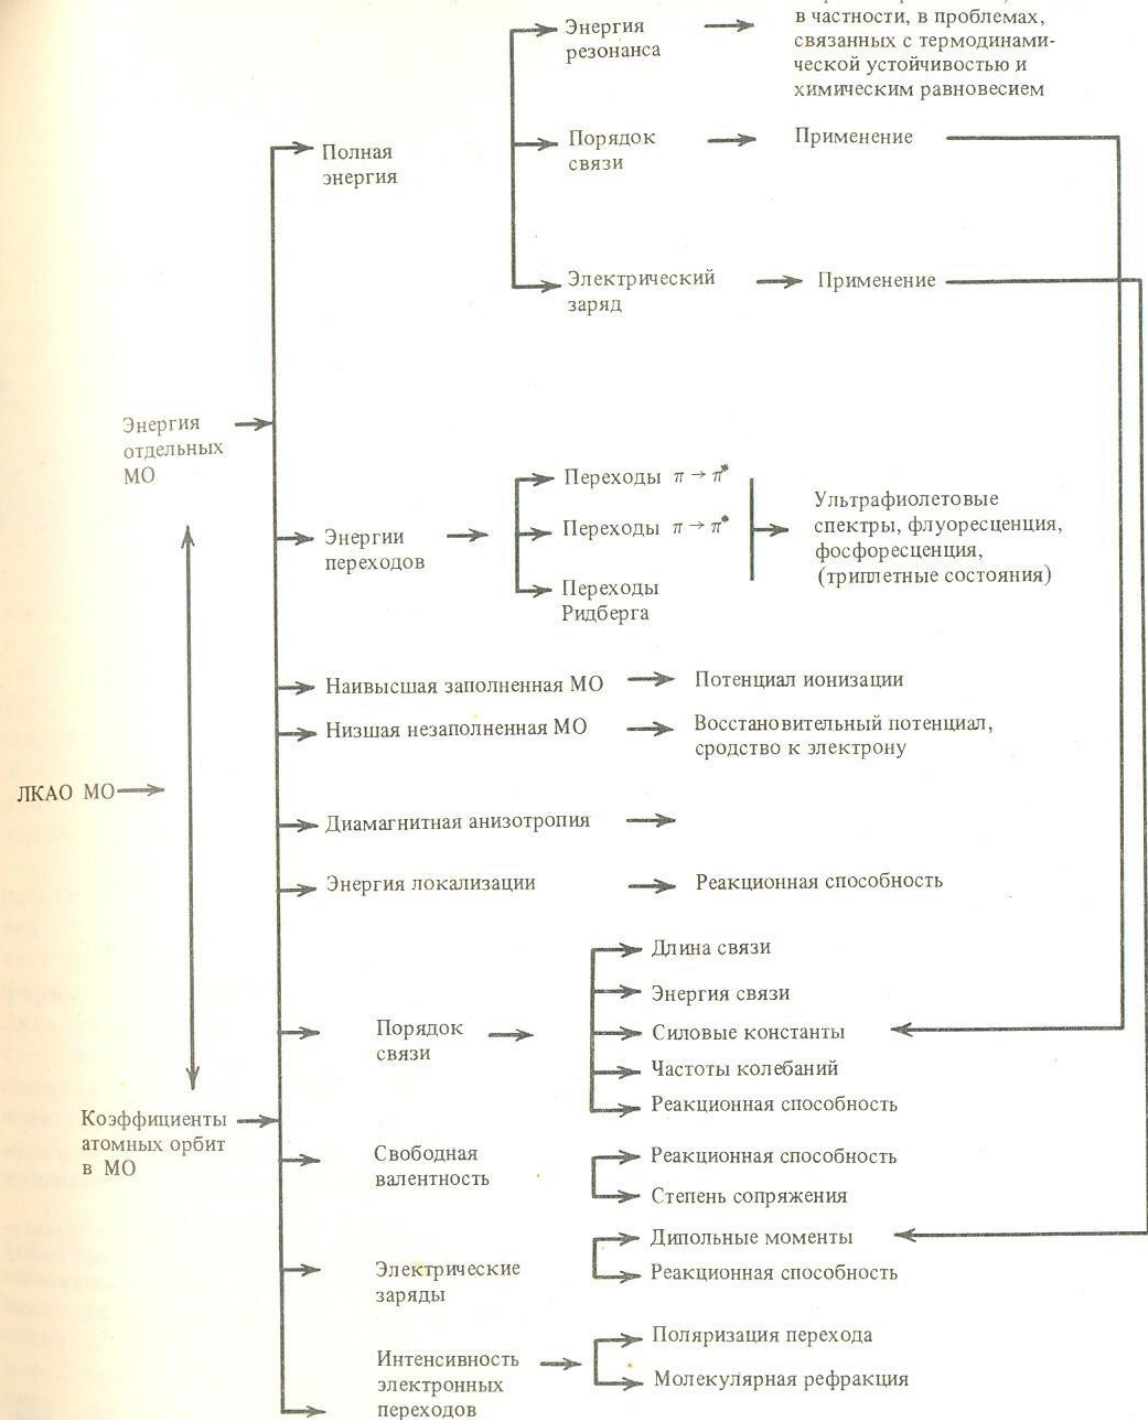 Энергия
резонанса
в частности, в проблемах,
связанных с термодинами-
ческой устойчивостью и
химическим равновесием
Полная
энергия
Порядок
связи
Применение
Электрический
заряд
Применение
Энергия
отдельных
МО
Энергии
переходов
Переходы π → π*
Переходы π → π*
Переходы
Ридберга
Ультрафиолетовые
спектры, флуоресценция,
фосфоресценция,
(триплетные состояния)
Наивысшая заполненная МО
Потенциал ионизации
Низшая незаполненная МО
Восстановительный потенциал,
сродство к электрону
ЛКАО МО
Диамагнитная анизотропия
Энергия локализации
Реакционная способность
Порядок
связи
Длина связи
Энергия связи
Силовые константы
Частоты колебаний
Реакционная способность
Коэффициенты
атомных орбит
в МО
Свободная
валентность
Реакционная способность
Степень сопряжения
Электрические
заряды
Дипольные моменты
Реакционная способность
Интенсивность
электронных
переходов
Поляризация перехода
Молекулярная рефракция